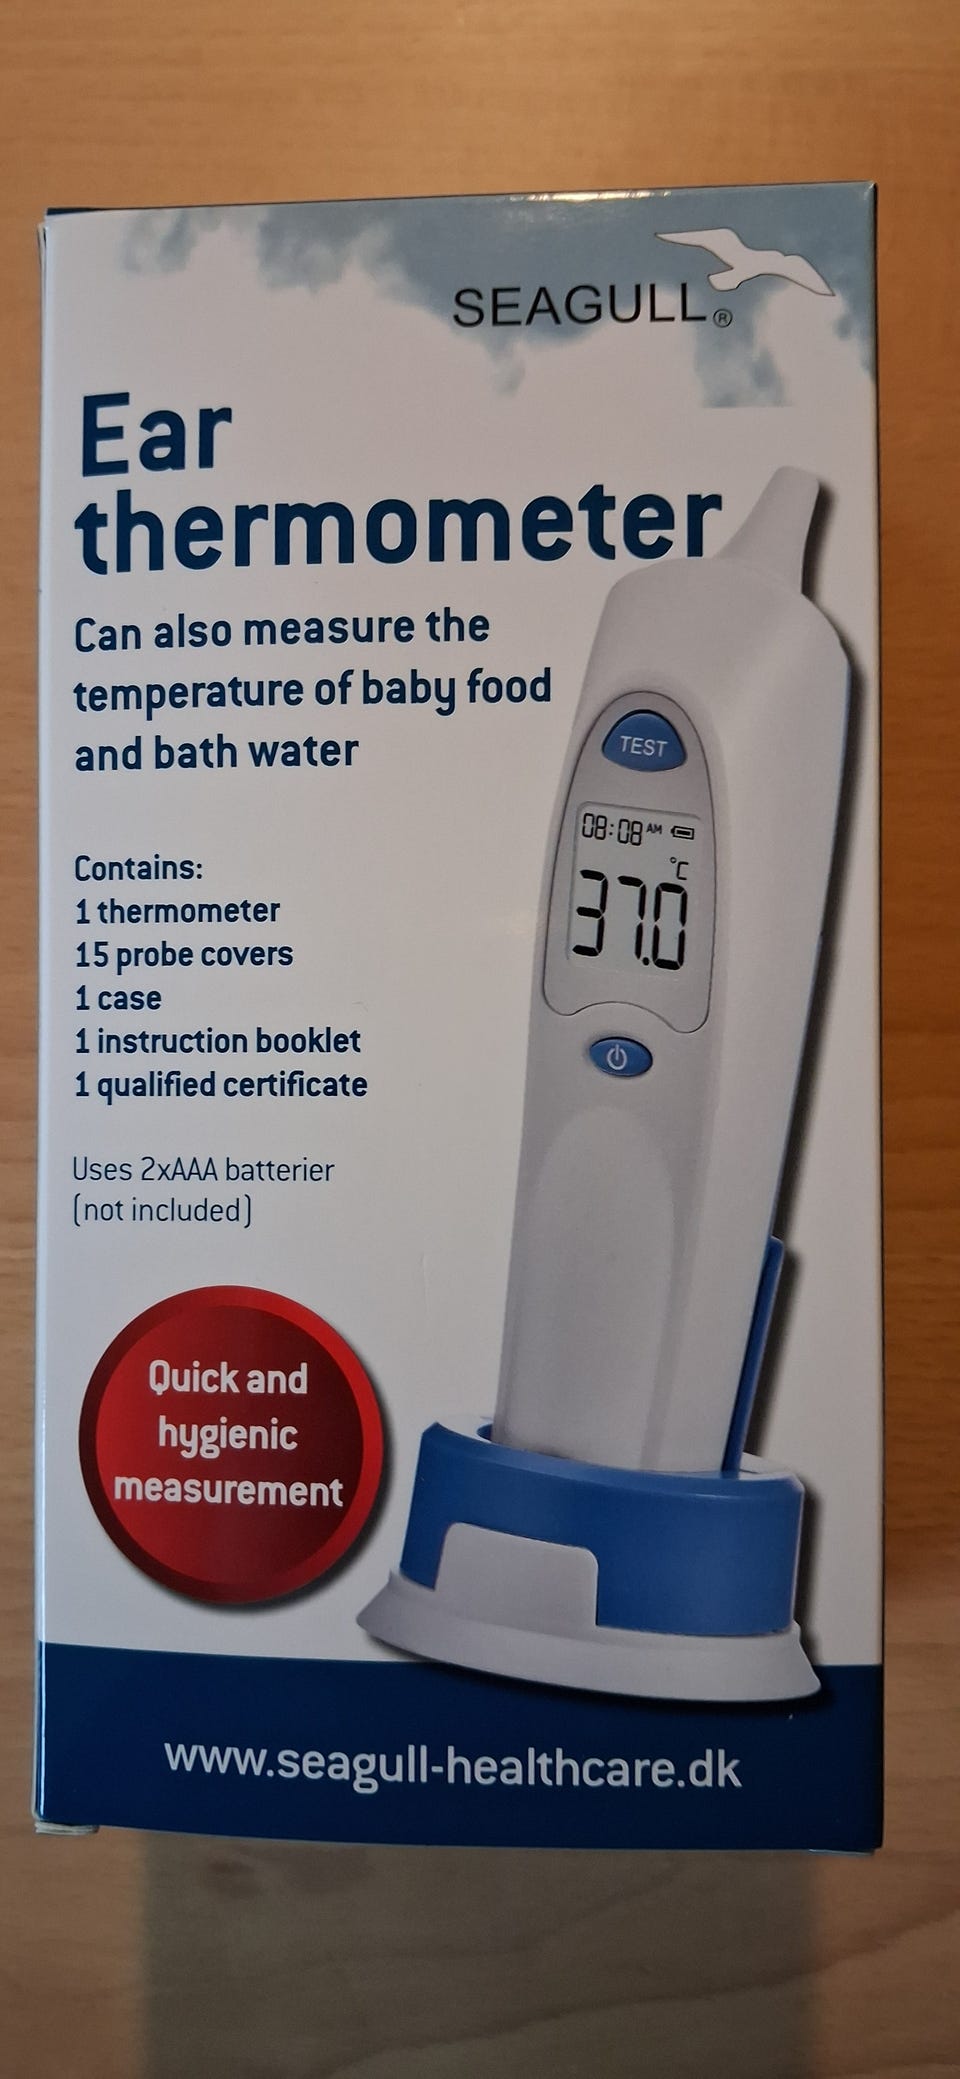 SEAGULL®
Ear
thermometer
Can also measure the
temperature of baby food
and bath water
TEST
08:08 AM
°C
37.0
Contains:
1 thermometer
15 probe covers
1 case
1 instruction booklet
1 qualified certificate
Uses 2xAAA batterier
(not included)
Quick and
hygienic
measurement
www.seagull-healthcare.dk